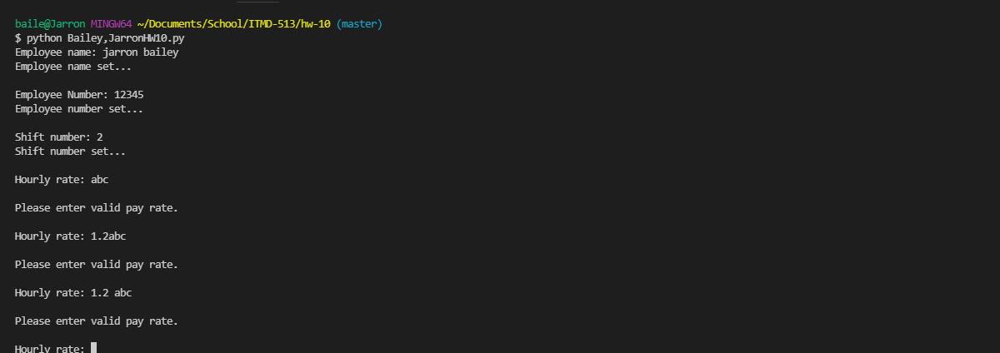 baile@Jarron MINGW64 ~/Documents/School/ITMD-513/hw-10 (master)
$ python Bailey,JarronHW10.py
Employee name: jarron bailey
Employee name set...
Employee Number: 12345
Employee number set...
Shift number: 2
Shift number set...
Hourly rate: abc
Please enter valid pay rate.
Hourly rate: 1.2abc
Please enter valid pay rate.
Hourly rate: 1.2 abc
Please enter valid pay rate.
Hourly rate: